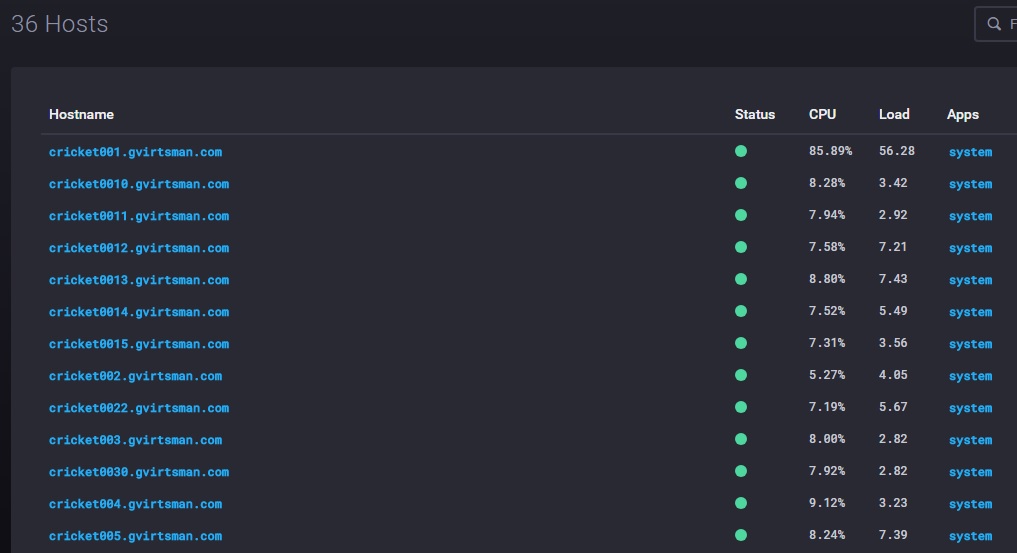 36 Hosts
F
Hostname Status CPU Load Apps
cricket001.gvirtsman.com 85.89% 56.28 system
cricket0010.gvirtsman.com 8.28% 3.42 system
cricket0011.gvirtsman.com 7.94% 2.92 system
cricket0012.gvirtsman.com 7.58% 7.21 system
cricket0013.gvirtsman.com 8.80% 7.43 system
cricket0014.gvirtsman.com 7.52% 5.49 system
cricket0015.gvirtsman.com 7.31% 3.56 system
cricket002.gvirtsman.com 5.27% 4.05 system
cricket0022.gvirtsman.com 7.19% 5.67 system
cricket003.gvirtsman.com 8.00% 2.82 system
cricket0030.gvirtsman.com 7.92% 2.82 system
cricket004.gvirtsman.com 9.12% 3.23 system
cricket005.gvirtsman.com 8.24% 7.39 system